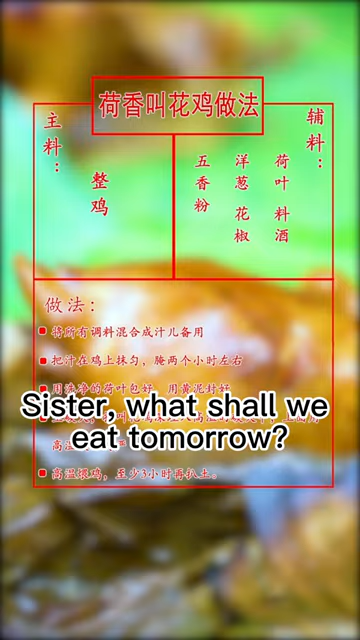 荷香叫花鸡做法
主料：
整鸡
辅料：
荷叶 料酒
洋葱 花椒
五香粉
做法：
将所有调料混合成汁儿备用
把汁在鸡上抹匀，腌两个小时左右
用洗净的荷叶包好，用黄泥封好
Sister, what shall we
eat tomorrow?
高温
高温煨鸡，至少3小时再扒土。